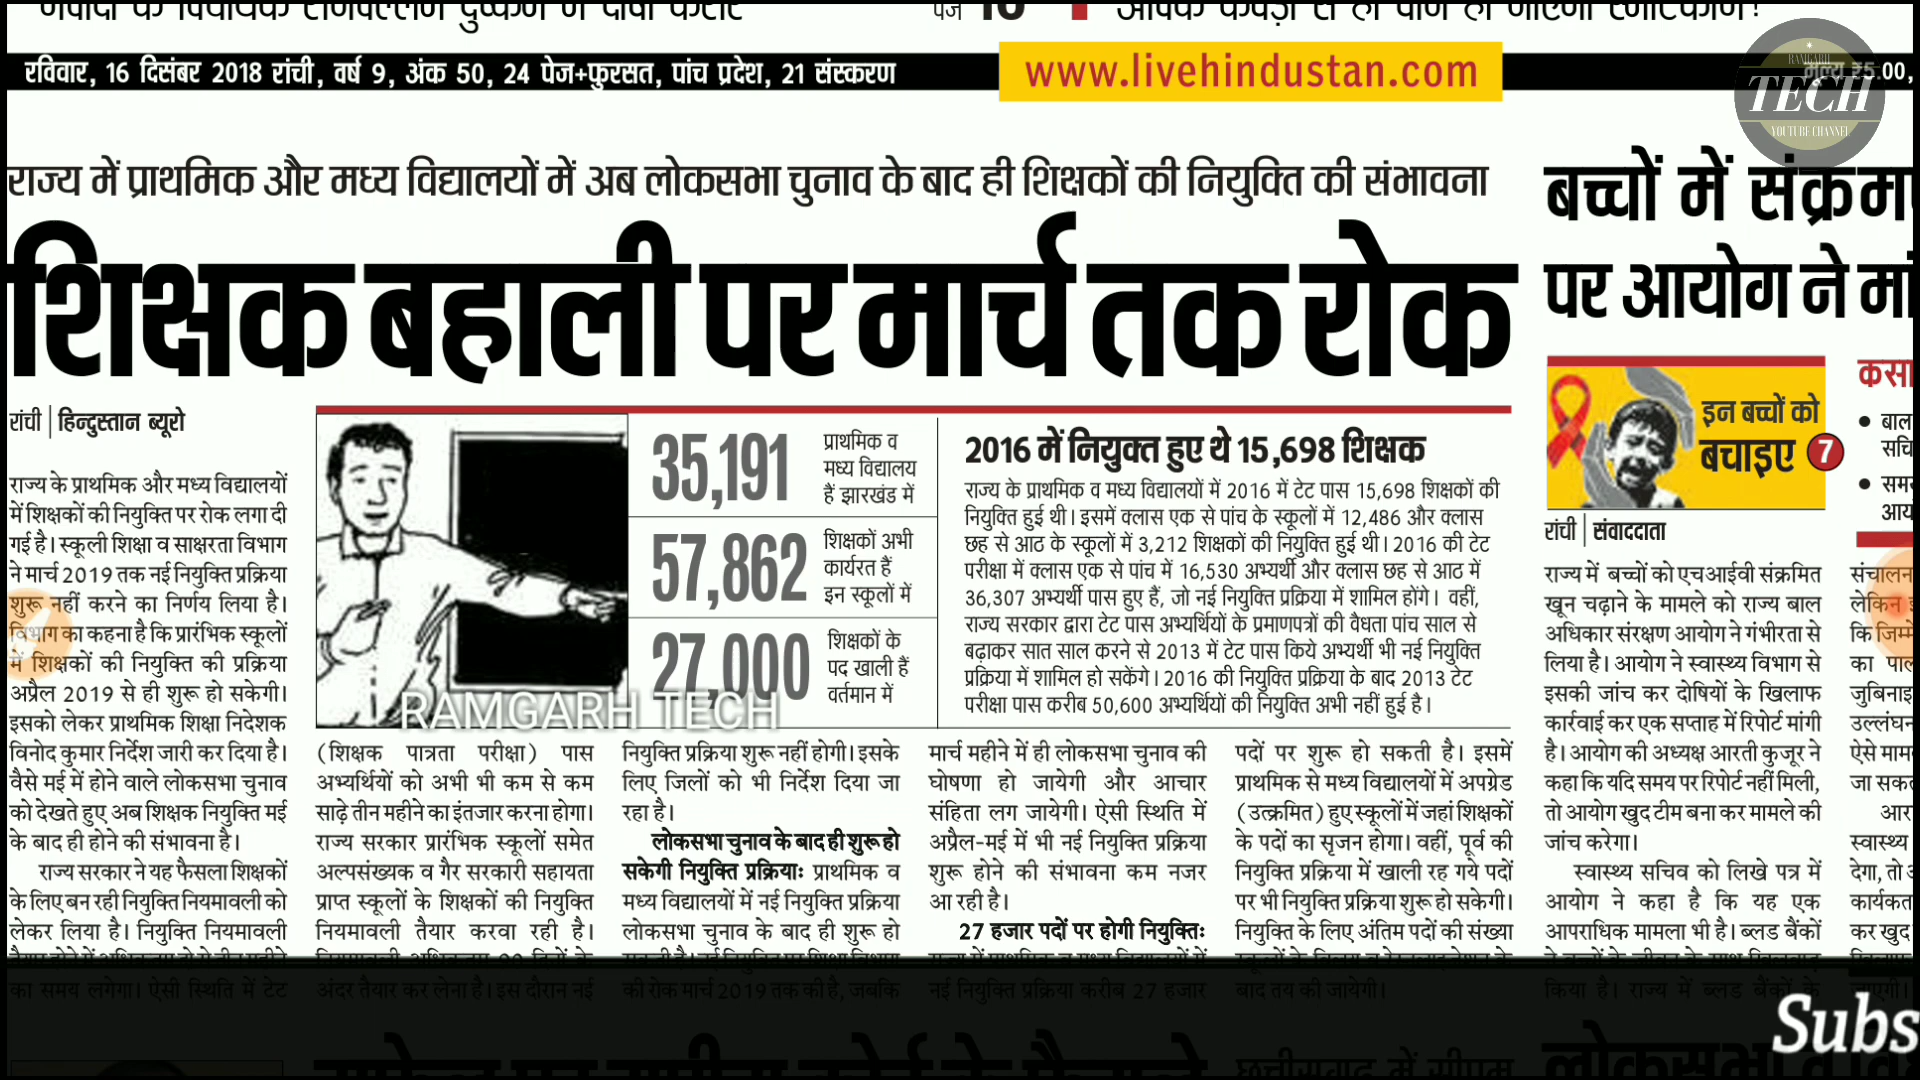 रविवार, 16 दिसंबर 2018 रांची, वर्ष 9, अंक 50, 24 पेज+फुरसत, पांच प्रदेश, 21 संस्करण
www.livehindustan.com
मूल्य ₹5.00,
RAMGARH
TECH
YOUTUBE CHANNEL
राज्य में प्राथमिक और मध्य विद्यालयों में अब लोकसभा चुनाव के बाद ही शिक्षकों की नियुक्ति की संभावना
शिक्षक बहाली पर मार्च तक रोक
रांची | हिन्दुस्तान ब्यूरो
राज्य के प्राथमिक और मध्य विद्यालयों
में शिक्षकों की नियुक्ति पर रोक लगा दी
गई है। स्कूली शिक्षा व साक्षरता विभाग
ने मार्च 2019 तक नई नियुक्ति प्रक्रिया
शुरू नहीं करने का निर्णय लिया है।
विभाग का कहना है कि प्रारंभिक स्कूलों
में शिक्षकों की नियुक्ति की प्रक्रिया
अप्रैल 2019 से ही शुरू हो सकेगी।
इसको लेकर प्राथमिक शिक्षा निदेशक
विनोद कुमार निर्देश जारी कर दिया है।
वैसे मई में होने वाले लोकसभा चुनाव
को देखते हुए अब शिक्षक नियुक्ति मई
के बाद ही होने की संभावना है।
राज्य सरकार ने यह फैसला शिक्षकों
के लिए बन रही नियुक्ति नियमावली को
लेकर लिया है। नियुक्ति नियमावली
का समय लगेगा। ऐसी स्थिति में टेट
35,191
प्राथमिक व
मध्य विद्यालय
हैं झारखंड में
57,862
शिक्षकों अभी
कार्यरत हैं
इन स्कूलों में
27,000
शिक्षकों के
पद खाली हैं
वर्तमान में
RAMGARH TECH
2016 में नियुक्त हुए थे 15,698 शिक्षक
राज्य के प्राथमिक व मध्य विद्यालयों में 2016 में टेट पास 15,698 शिक्षकों की
नियुक्ति हुई थी। इसमें क्लास एक से पांच के स्कूलों में 12,486 और क्लास
छह से आठ के स्कूलों में 3,212 शिक्षकों की नियुक्ति हुई थी। 2016 की टेट
परीक्षा में क्लास एक से पांच में 16,530 अभ्यर्थी और क्लास छह से आठ में
36,307 अभ्यर्थी पास हुए हैं, जो नई नियुक्ति प्रक्रिया में शामिल होंगे। वहीं,
राज्य सरकार द्वारा टेट पास अभ्यर्थियों के प्रमाणपत्रों की वैधता पांच साल से
बढ़ाकर सात साल करने से 2013 में टेट पास किये अभ्यर्थी भी नई नियुक्ति
प्रक्रिया में शामिल हो सकेंगे। 2016 की नियुक्ति प्रक्रिया के बाद 2013 टेट
परीक्षा पास करीब 50,600 अभ्यर्थियों की नियुक्ति अभी नहीं हुई है।
(शिक्षक पात्रता परीक्षा) पास
अभ्यर्थियों को अभी भी कम से कम
साढ़े तीन महीने का इंतजार करना होगा।
राज्य सरकार प्रारंभिक स्कूलों समेत
अल्पसंख्यक व गैर सरकारी सहायता
प्राप्त स्कूलों के शिक्षकों की नियुक्ति
नियमावली तैयार करवा रही है।
अंदर तैयार कर लेना है। इस दौरान नई
नियुक्ति प्रक्रिया शुरू नहीं होगी। इसके
लिए जिलों को भी निर्देश दिया जा
रहा है।
लोकसभा चुनाव के बाद ही शुरू हो
सकेगी नियुक्ति प्रक्रियाः प्राथमिक व
मध्य विद्यालयों में नई नियुक्ति प्रक्रिया
लोकसभा चुनाव के बाद ही शुरू हो
की रोक मार्च 2019 तक की है, जबकि
मार्च महीने में ही लोकसभा चुनाव की
घोषणा हो जायेगी और आचार
संहिता लग जायेगी। ऐसी स्थिति में
अप्रैल-मई में भी नई नियुक्ति प्रक्रिया
शुरू होने की संभावना कम नजर
आ रही है।
27 हजार पदों पर होगी नियुक्तिः
नई नियुक्ति प्रक्रिया करीब 27 हजार
पदों पर शुरू हो सकती है। इसमें
प्राथमिक से मध्य विद्यालयों में अपग्रेड
(उत्क्रमित) हुए स्कूलों में जहां शिक्षकों
के पदों का सृजन होगा। वहीं, पूर्व की
नियुक्ति प्रक्रिया में खाली रह गये पदों
पर भी नियुक्ति प्रक्रिया शुरू हो सकेगी।
नियुक्ति के लिए अंतिम पदों की संख्या
बाद तय की जायेगी।
बच्चों में
पर आयोग ने
इन बच्चों को
बचाइए 7
रांची | संवाददाता
राज्य में बच्चों को एचआईवी संक्रमित
खून चढ़ाने के मामले को राज्य बाल
अधिकार संरक्षण आयोग ने गंभीरता से
लिया है। आयोग ने स्वास्थ्य विभाग से
इसकी जांच कर दोषियों के खिलाफ
कार्रवाई कर एक सप्ताह में रिपोर्ट मांगी
है। आयोग की अध्यक्ष आरती कुजूर ने
कहा कि यदि समय पर रिपोर्ट नहीं मिली,
तो आयोग खुद टीम बना कर मामले की
जांच करेगा।
स्वास्थ्य सचिव को लिखे पत्र में
आयोग ने कहा है कि यह एक
आपराधिक मामला भी है। ब्लड बैंकों
किया है। राज्य में ब्लड बैंकों के
Subs